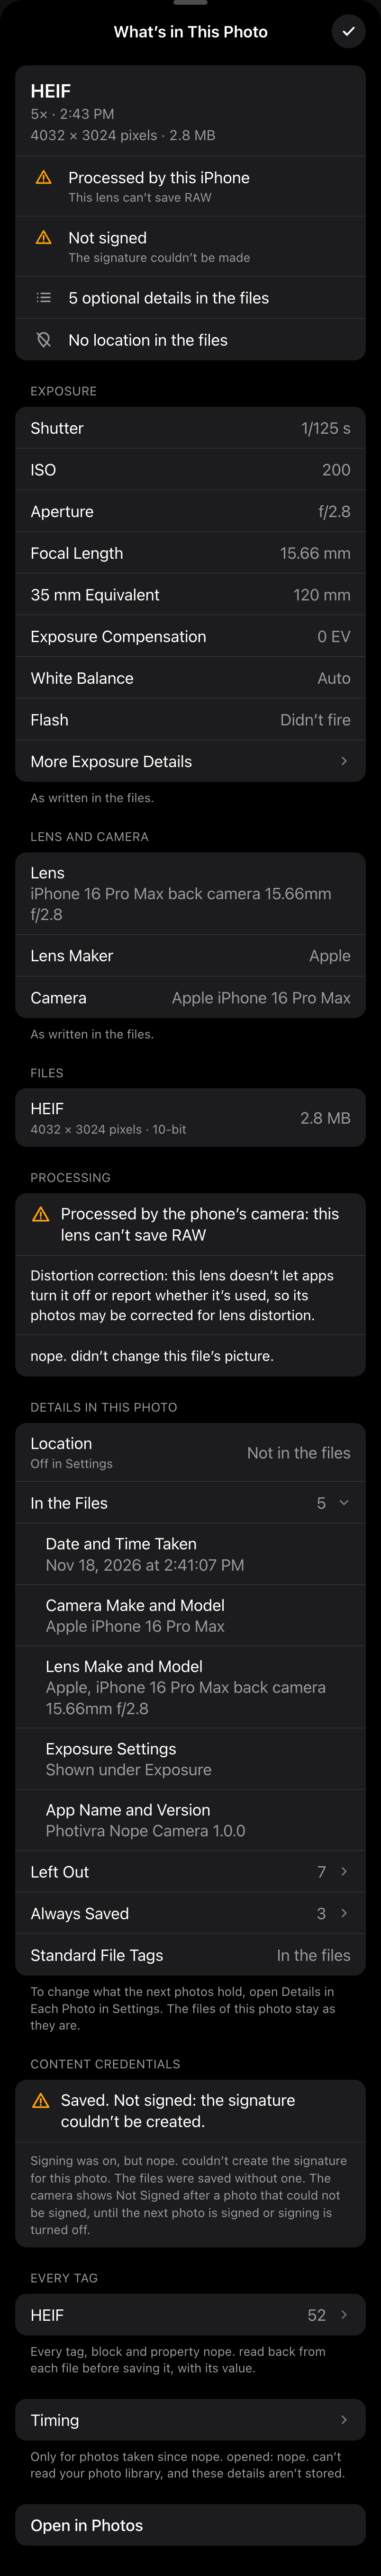 What's in This Photo
HEIF
5× · 2:43 PM
4032 × 3024 pixels · 2.8 MB
Processed by this iPhone
This lens can't save RAW
Not signed
The signature couldn't be made
5 optional details in the files
No location in the files
EXPOSURE
Shutter 1/125 s
ISO 200
Aperture f/2.8
Focal Length 15.66 mm
35 mm Equivalent 120 mm
Exposure Compensation 0 EV
White Balance Auto
Flash Didn't fire
More Exposure Details
As written in the files.
LENS AND CAMERA
Lens
iPhone 16 Pro Max back camera 15.66mm
f/2.8
Lens Maker Apple
Camera Apple iPhone 16 Pro Max
As written in the files.
FILES
HEIF 2.8 MB
4032 × 3024 pixels · 10-bit
PROCESSING
Processed by the phone's camera: this
lens can't save RAW
Distortion correction: this lens doesn't let apps
turn it off or report whether it's used, so its
photos may be corrected for lens distortion.
nope. didn't change this file's picture.
DETAILS IN THIS PHOTO
Location Not in the files
Off in Settings
In the Files 5
Date and Time Taken
Nov 18, 2026 at 2:41:07 PM
Camera Make and Model
Apple iPhone 16 Pro Max
Lens Make and Model
Apple, iPhone 16 Pro Max back camera
15.66mm f/2.8
Exposure Settings
Shown under Exposure
App Name and Version
Photivra Nope Camera 1.0.0
Left Out 7
Always Saved 3
Standard File Tags In the files
To change what the next photos hold, open Details in
Each Photo in Settings. The files of this photo stay as
they are.
CONTENT CREDENTIALS
Saved. Not signed: the signature
couldn't be created.
Signing was on, but nope. couldn't create the signature
for this photo. The files were saved without one. The
camera shows Not Signed after a photo that could not
be signed, until the next photo is signed or signing is
turned off.
EVERY TAG
HEIF 52
Every tag, block and property nope. read back from
each file before saving it, with its value.
Timing
Only for photos taken since nope. opened: nope. can't
read your photo library, and these details aren't stored.
Open in Photos